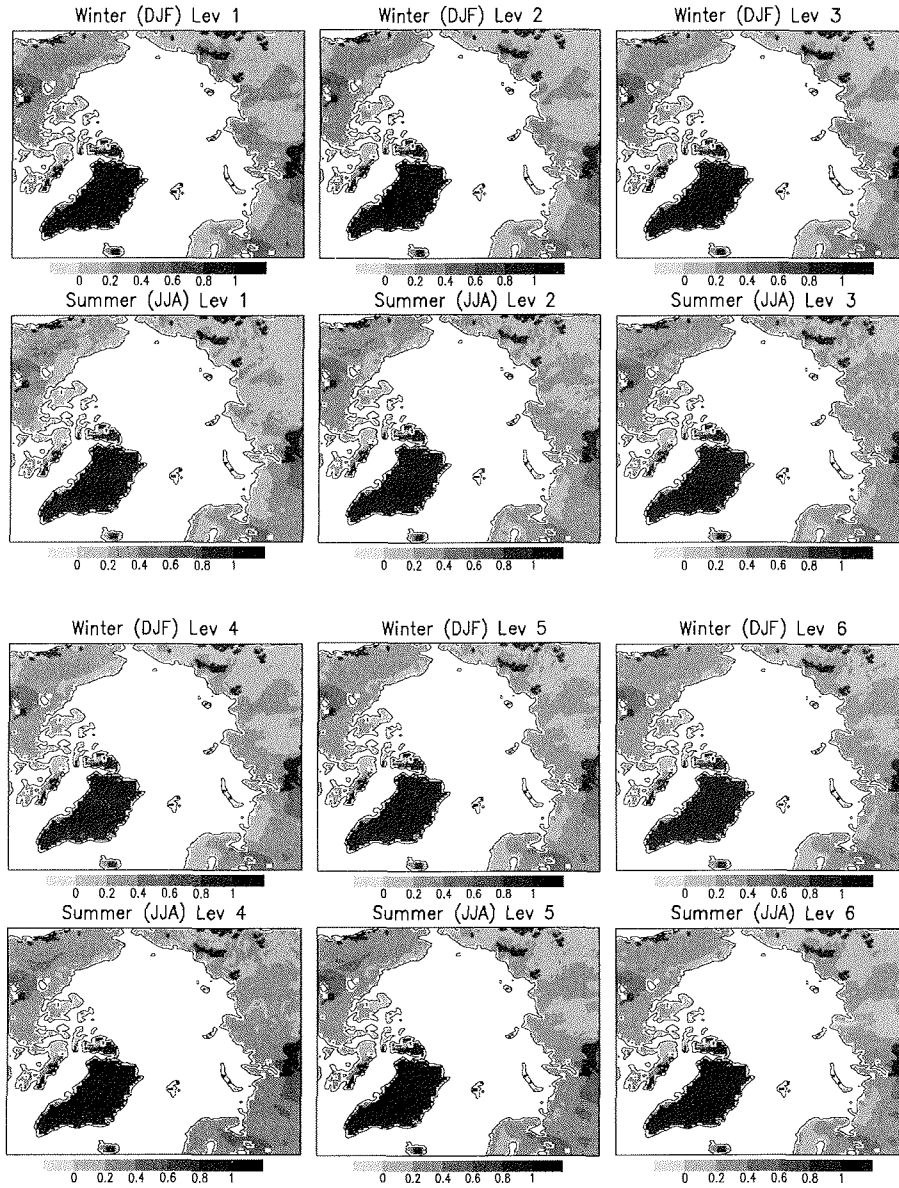 Winter (DJF) Lev 1
Winter (DJF) Lev 2
Winter (DJF) Lev 3
0 0.2 0.4 0.6 0.8 1
0 0.2 0.4 0.6 0.8 1
0 0.2 0.4 0.6 0.8 1
Summer (JJA) Lev 1
Summer (JJA) Lev 2
Summer (JJA) Lev 3
0 0.2 0.4 0.6 0.8 1
0 0.2 0.4 0.6 0.8 1
0 0.2 0.4 0.6 0.8 1
Winter (DJF) Lev 4
Winter (DJF) Lev 5
Winter (DJF) Lev 6
0 0.2 0.4 0.6 0.8 1
0 0.2 0.4 0.6 0.8 1
0 0.2 0.4 0.6 0.8 1
Summer (JJA) Lev 4
Summer (JJA) Lev 5
Summer (JJA) Lev 6
0 0.2 0.4 0.6 0.8 1
0 0.2 0.4 0.6 0.8 1
0 0.2 0.4 0.6 0.8 1